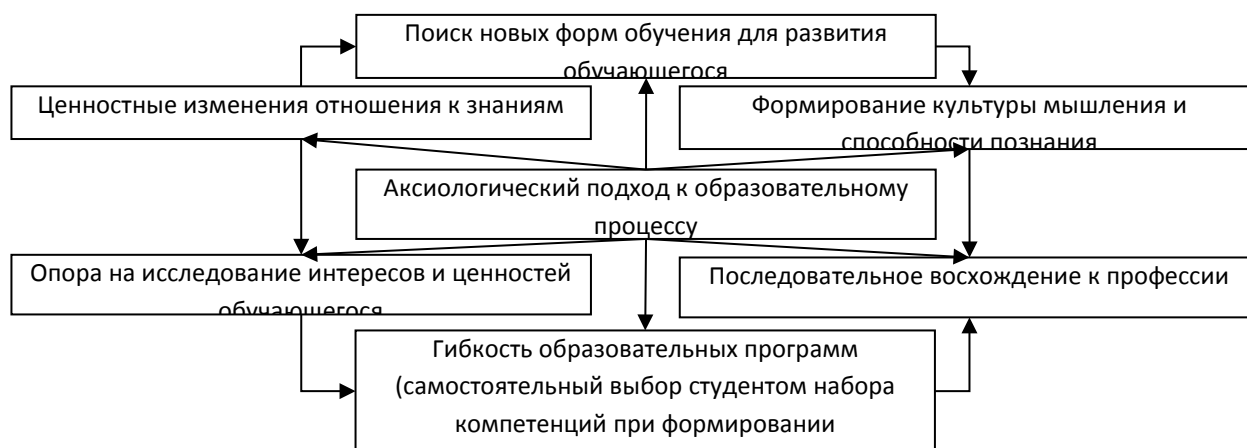 Поиск новых форм обучения для развития
обучающегося
Ценностные изменения отношения к знаниям
Формирование культуры мышления и
способности познания
Аксиологический подход к образовательному
процессу
Опора на исследование интересов и ценностей
обучающегося
Последовательное восхождение к профессии
Гибкость образовательных программ
(самостоятельный выбор студентом набора
компетенций при формировании